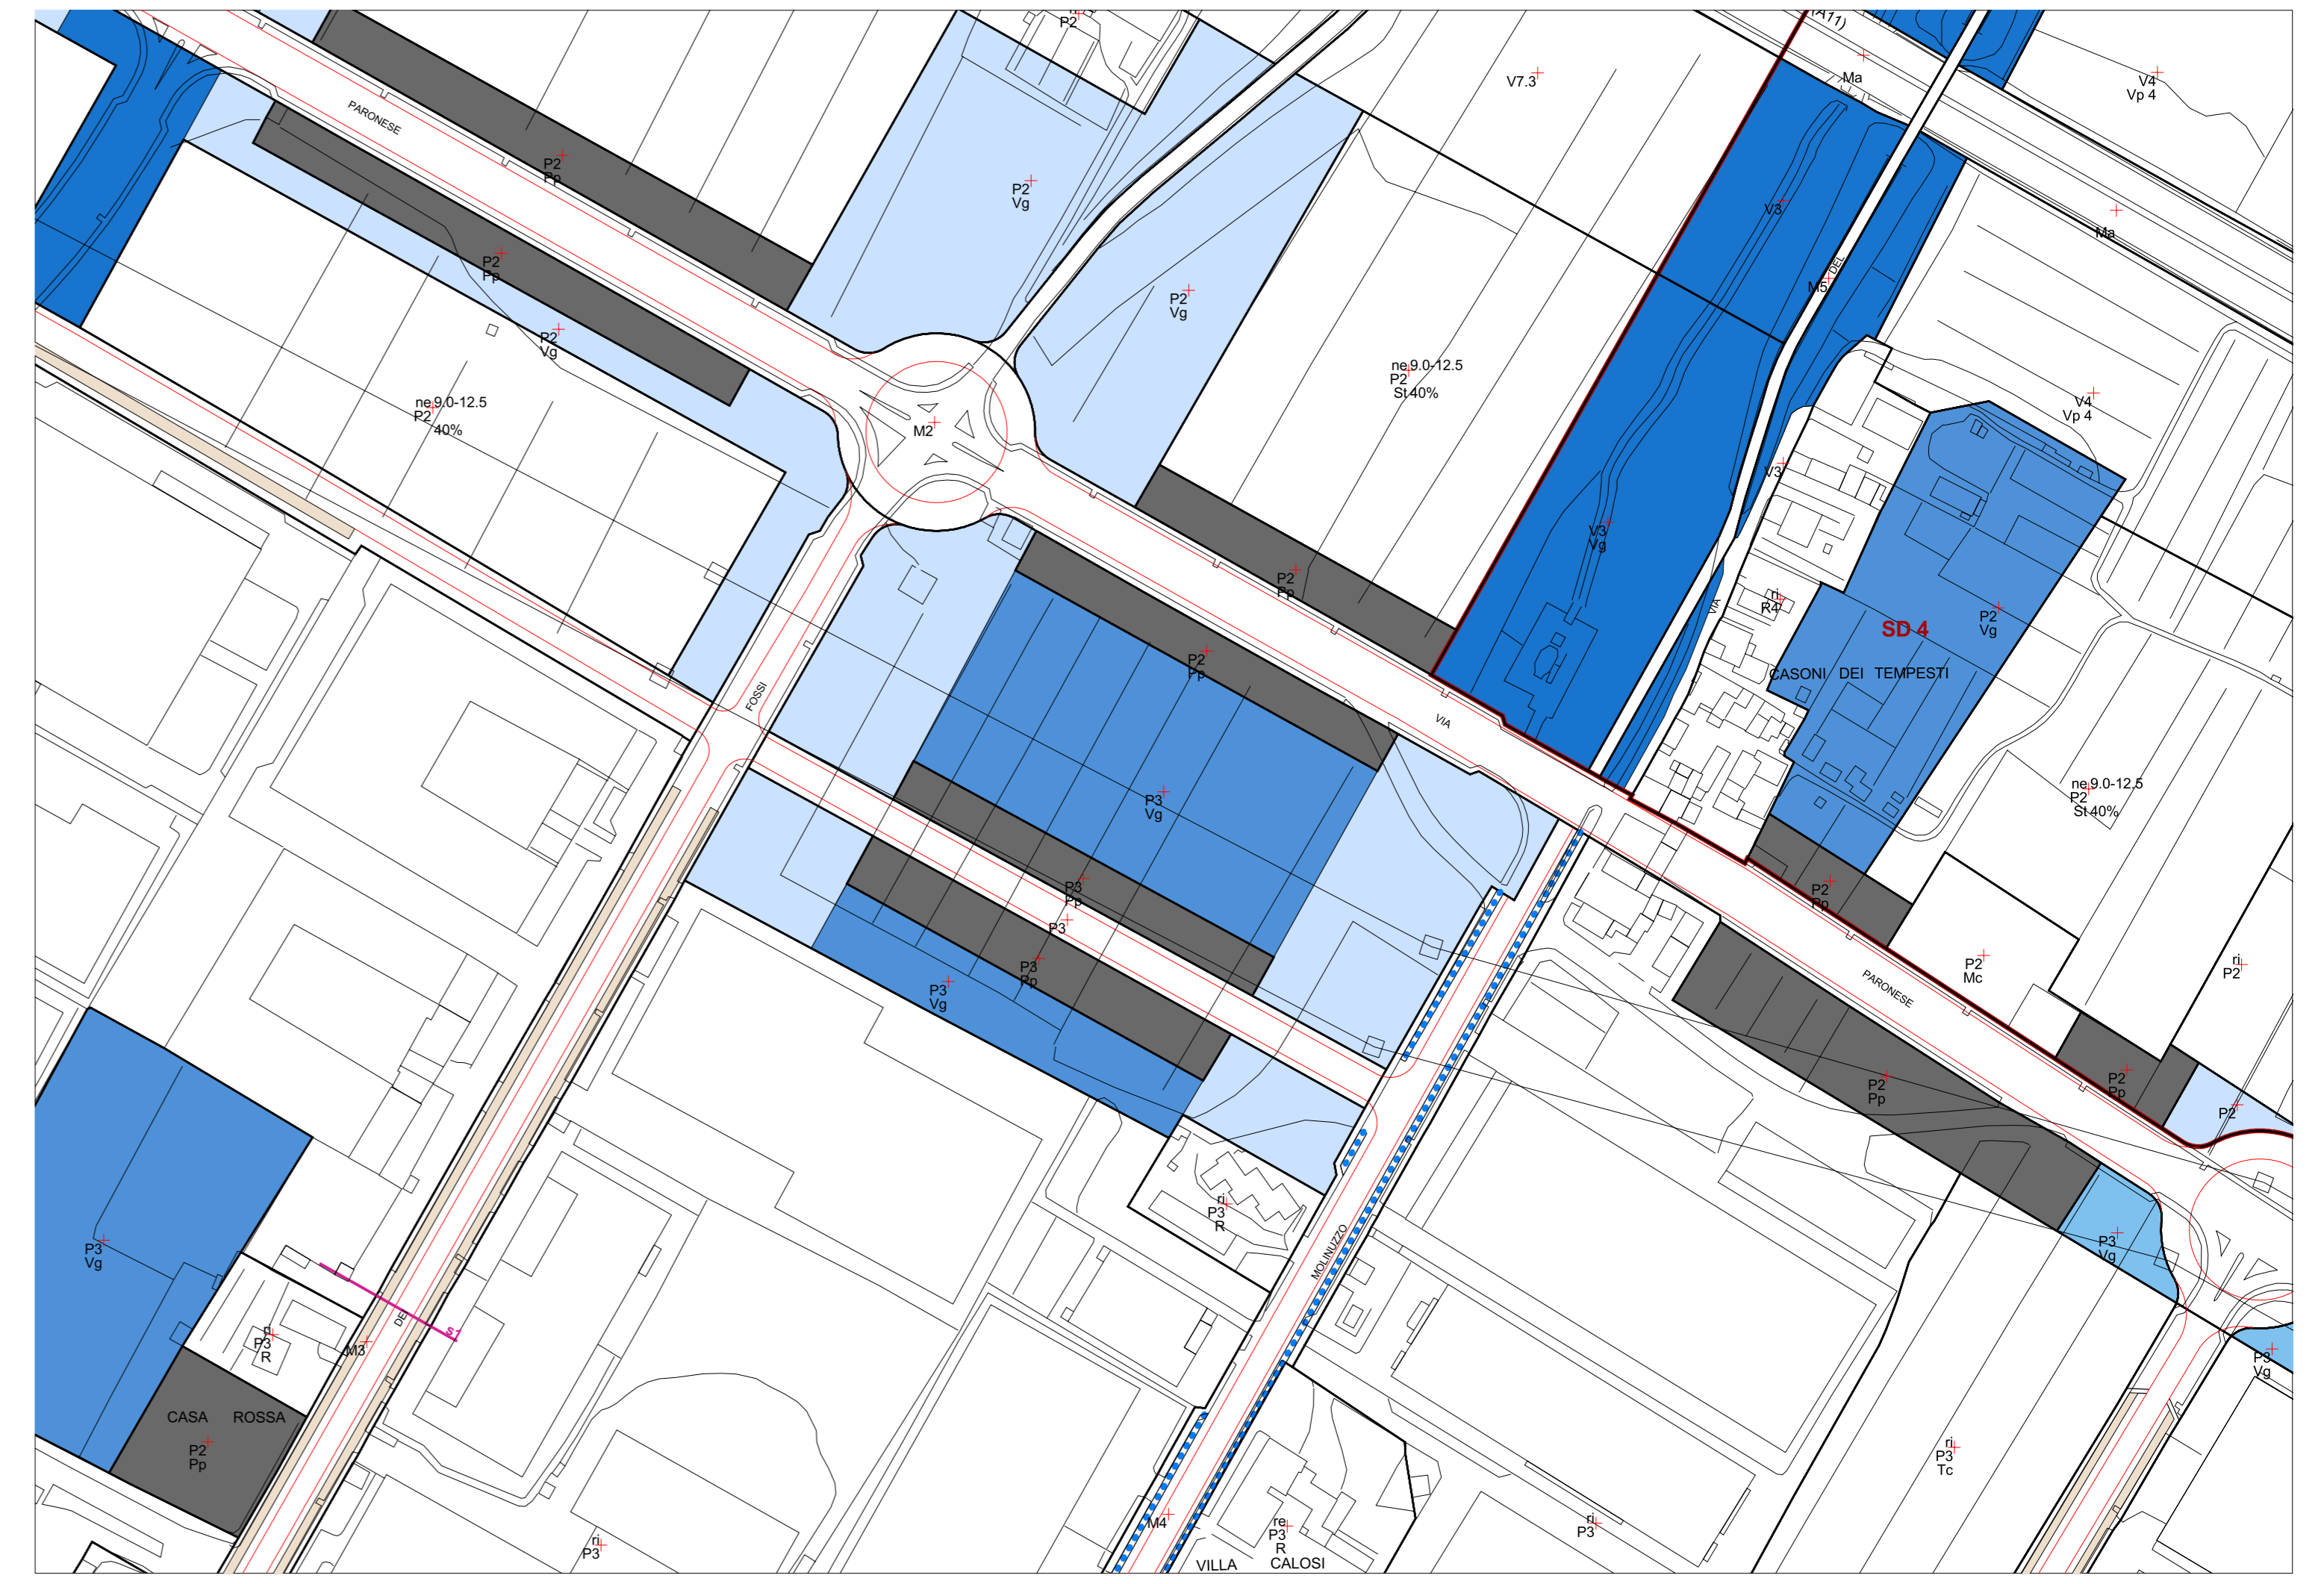 P2
(A11)
Ma
V7.3
V4
Vp 4
PARONESE
P2
Pp
P2
Vg
V3
Ma
P2
Pp
DEL
M5
P2
Vg
P2
Vg
ne 9.0-12.5
P2
St 40%
ne 9.0-12.5
P2
40%
V4
Vp 4
M2
V3
V3
Vg
P2
Pp
ri
R4
VIA
P2
Vg
SD 4
CASONI DEI TEMPESTI
P2
Pp
FOSSI
VIA
P3
Vg
ne 9.0-12.5
P2
St 40%
P3
Pp
P2
Pp
P3
P3
Pp
P3
Vg
P2
Mc
ri
P2
PARONESE
P2
Pp
P2
Pp
P2
ri
P3
R
MOLINUZZO
P3
Vg
P3
Vg
DEI
S1
M3
ri
P3
R
P3
Vg
CASA ROSSA
P2
Pp
ri
P3
Tc
ri
P3
M4
re
P3
R
VILLA CALOSI
ri
P3